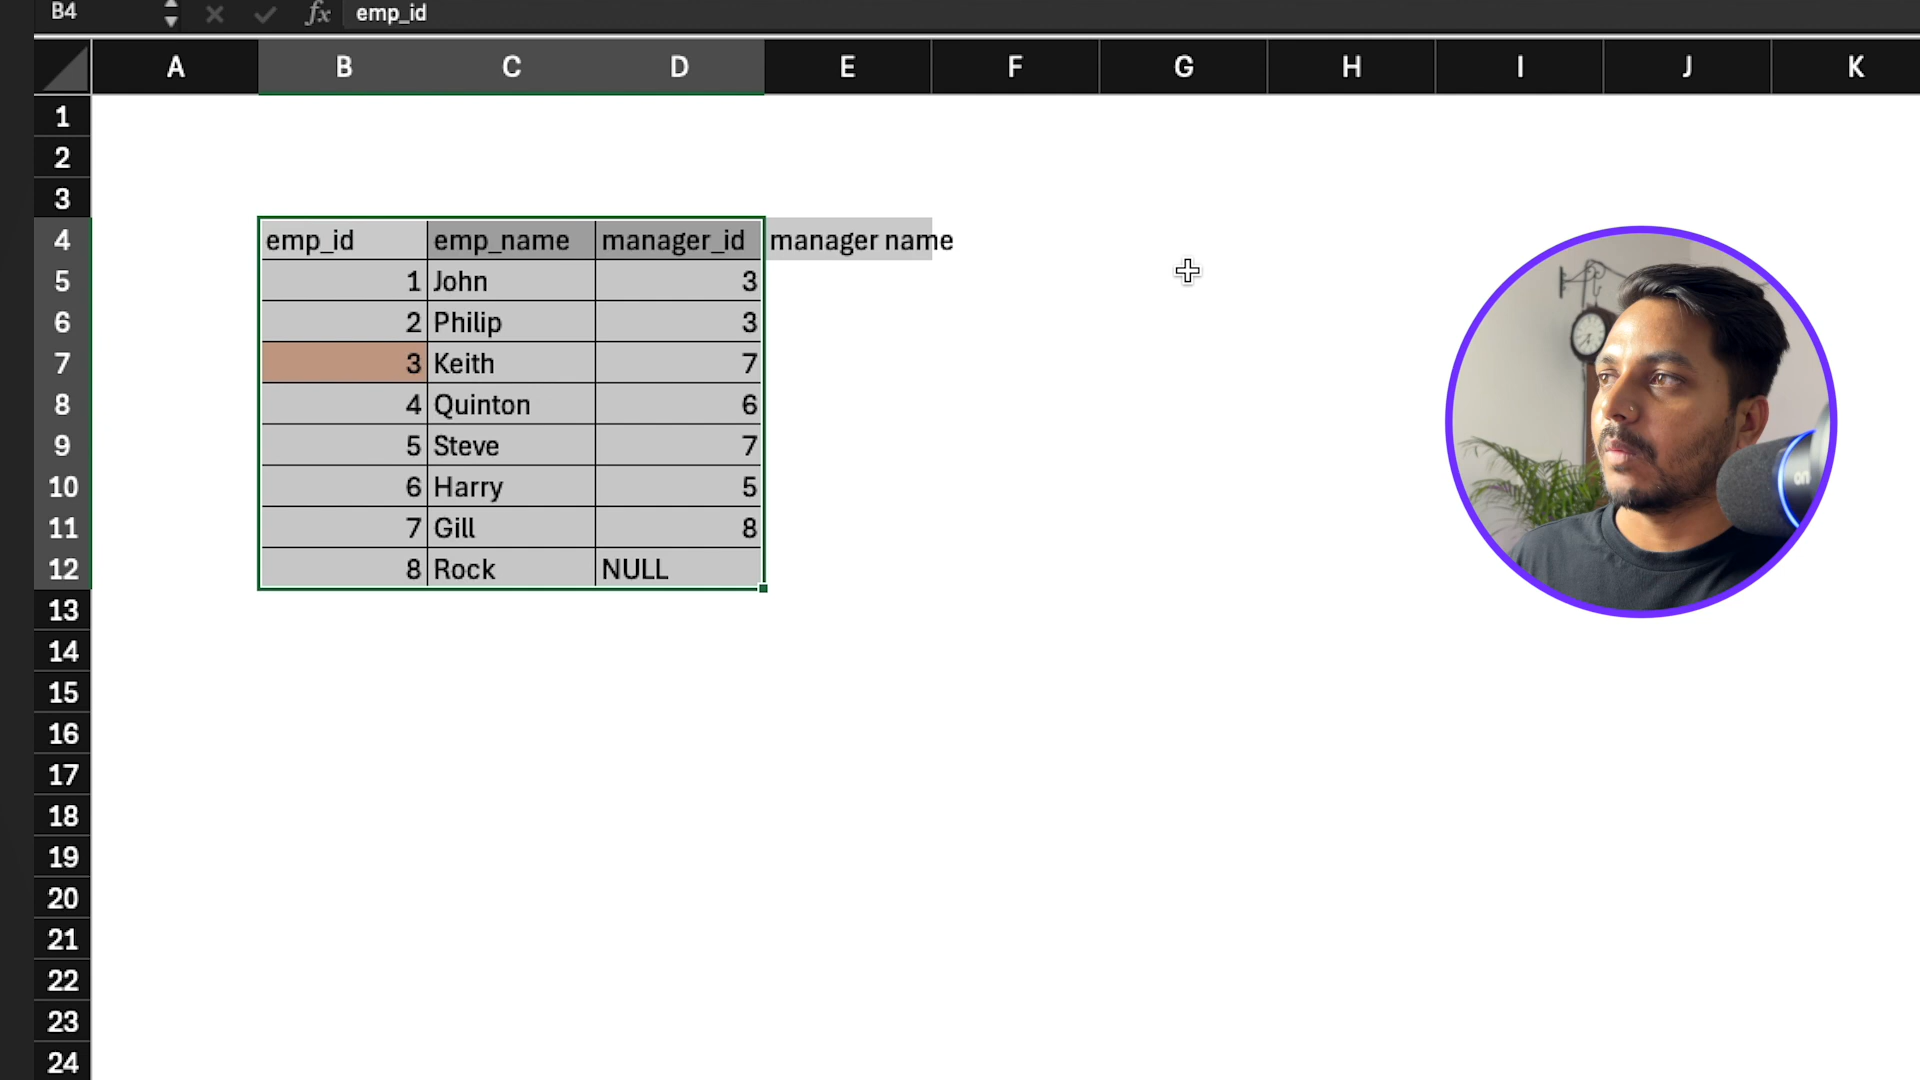 B4 fx emp_id
A B C D E F G H I J K
1
2
3
4 emp_id emp_name manager_id manager name
5 1 John 3
6 2 Philip 3
7 3 Keith 7
8 4 Quinton 6
9 5 Steve 7
10 6 Harry 5
11 7 Gill 8
12 8 Rock NULL
13
14
15
16
17
18
19
20
21
22
23
24
on